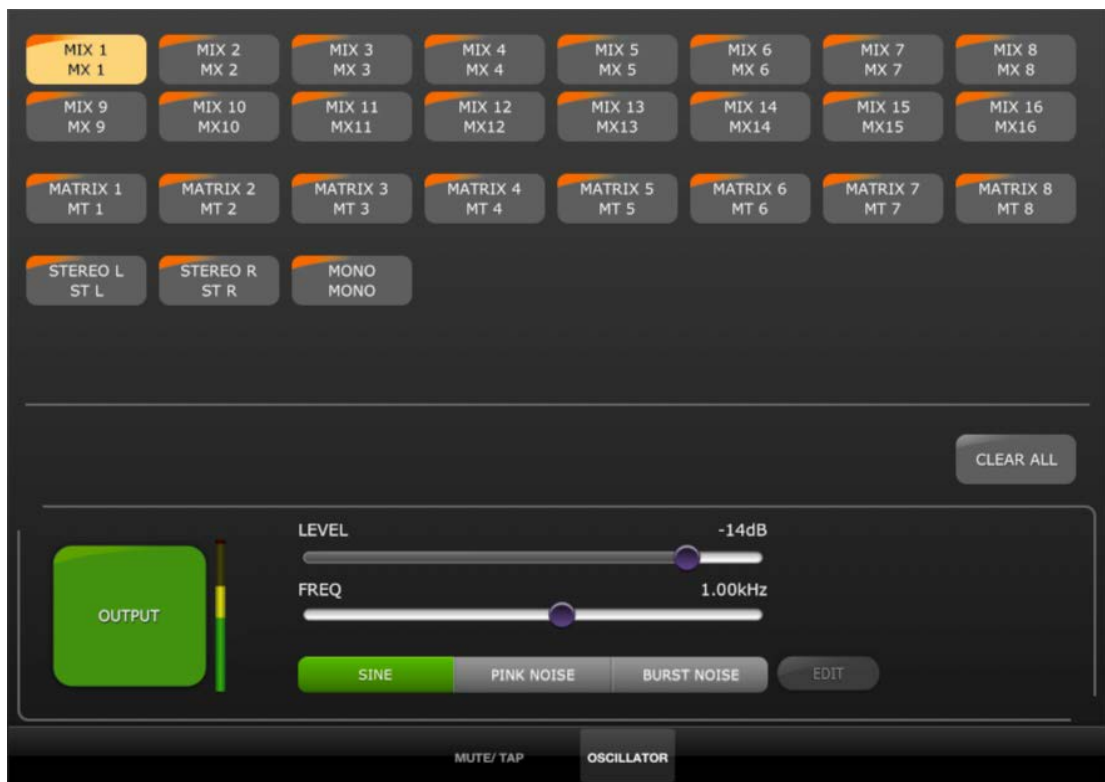 MIX 1 MIX 2 MIX 3 MIX 4 MIX 5 MIX 6 MIX 7 MIX 8
MX 1 MX 2 MX 3 MX 4 MX 5 MX 6 MX 7 MX 8
MIX 9 MIX 10 MIX 11 MIX 12 MIX 13 MIX 14 MIX 15 MIX 16
MX 9 MX10 MX11 MX12 MX13 MX14 MX15 MX16
MATRIX 1 MATRIX 2 MATRIX 3 MATRIX 4 MATRIX 5 MATRIX 6 MATRIX 7 MATRIX 8
MT 1 MT 2 MT 3 MT 4 MT 5 MT 6 MT 7 MT 8
STEREO L STEREO R MONO
ST L ST R MONO
CLEAR ALL
LEVEL -14dB
FREQ 1.00kHz
OUTPUT
SINE PINK NOISE BURST NOISE EDIT
MUTE/ TAP OSCILLATOR